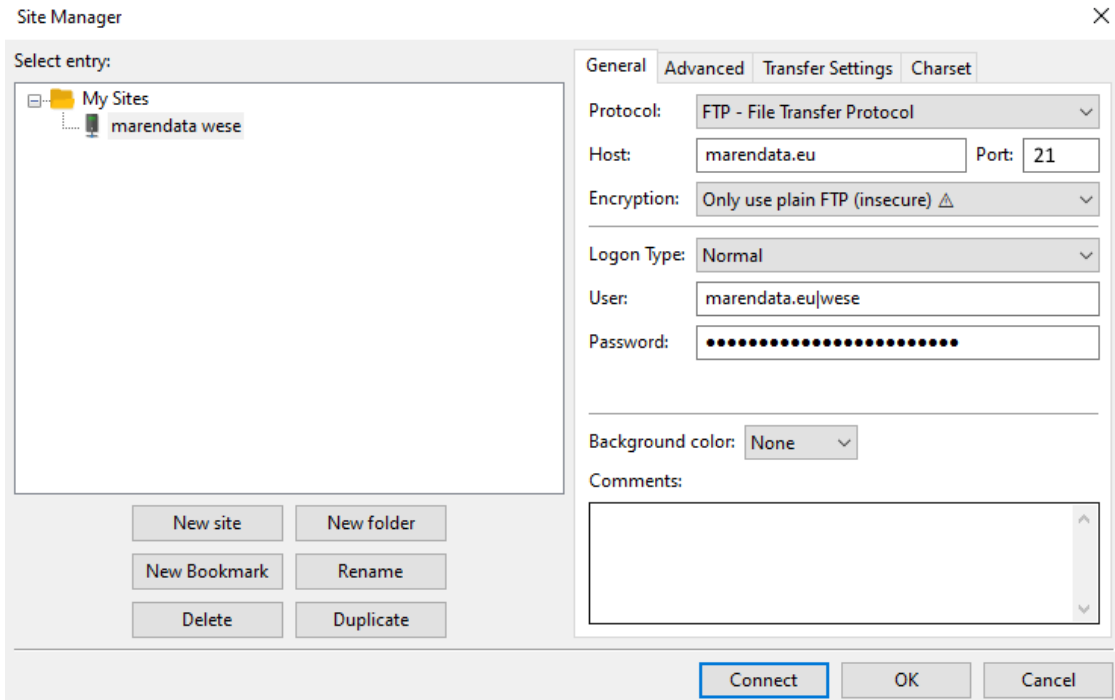 Site Manager
Select entry:
My Sites
marendata wese
New site
New folder
New Bookmark
Rename
Delete
Duplicate
General
Advanced
Transfer Settings
Charset
Protocol:
FTP - File Transfer Protocol
Host:
marendata.eu
Port:
21
Encryption:
Only use plain FTP (insecure) ⚠
Logon Type:
Normal
User:
marendata.eu|wese
Password:
●●●●●●●●●●●●●●●●●●●●●●●●
Background color:
None
Comments:
Connect
OK
Cancel